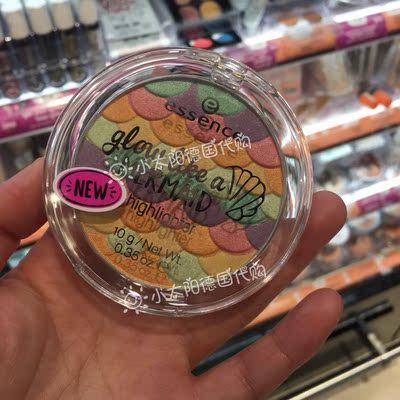 essence
glow like a
MERMAID
小太阳德国代购
NEW
highlighter
10 g / Net Wt.
0.35 oz
小太阳德国代购